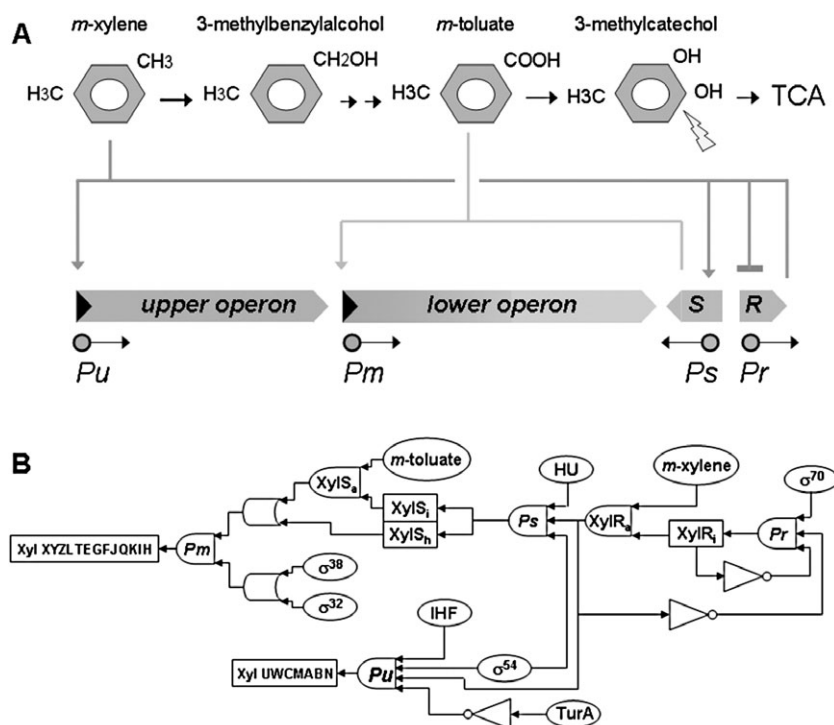 A
m-xylene 3-methylbenzylalcohol m-toluate 3-methylcatechol
CH3 CH2OH COOH OH
H3C H3C H3C H3C OH TCA
upper operon lower operon S R
Pu Pm Ps Pr
B
m-toluate HU m-xylene σ70
XylSa
XylSi Ps XylRa XylRi Pr
XylSh
Xyl XYZLTEGFJQKIH Pm
σ38
σ32
IHF
Xyl UWCMABN Pu σ54
TurA